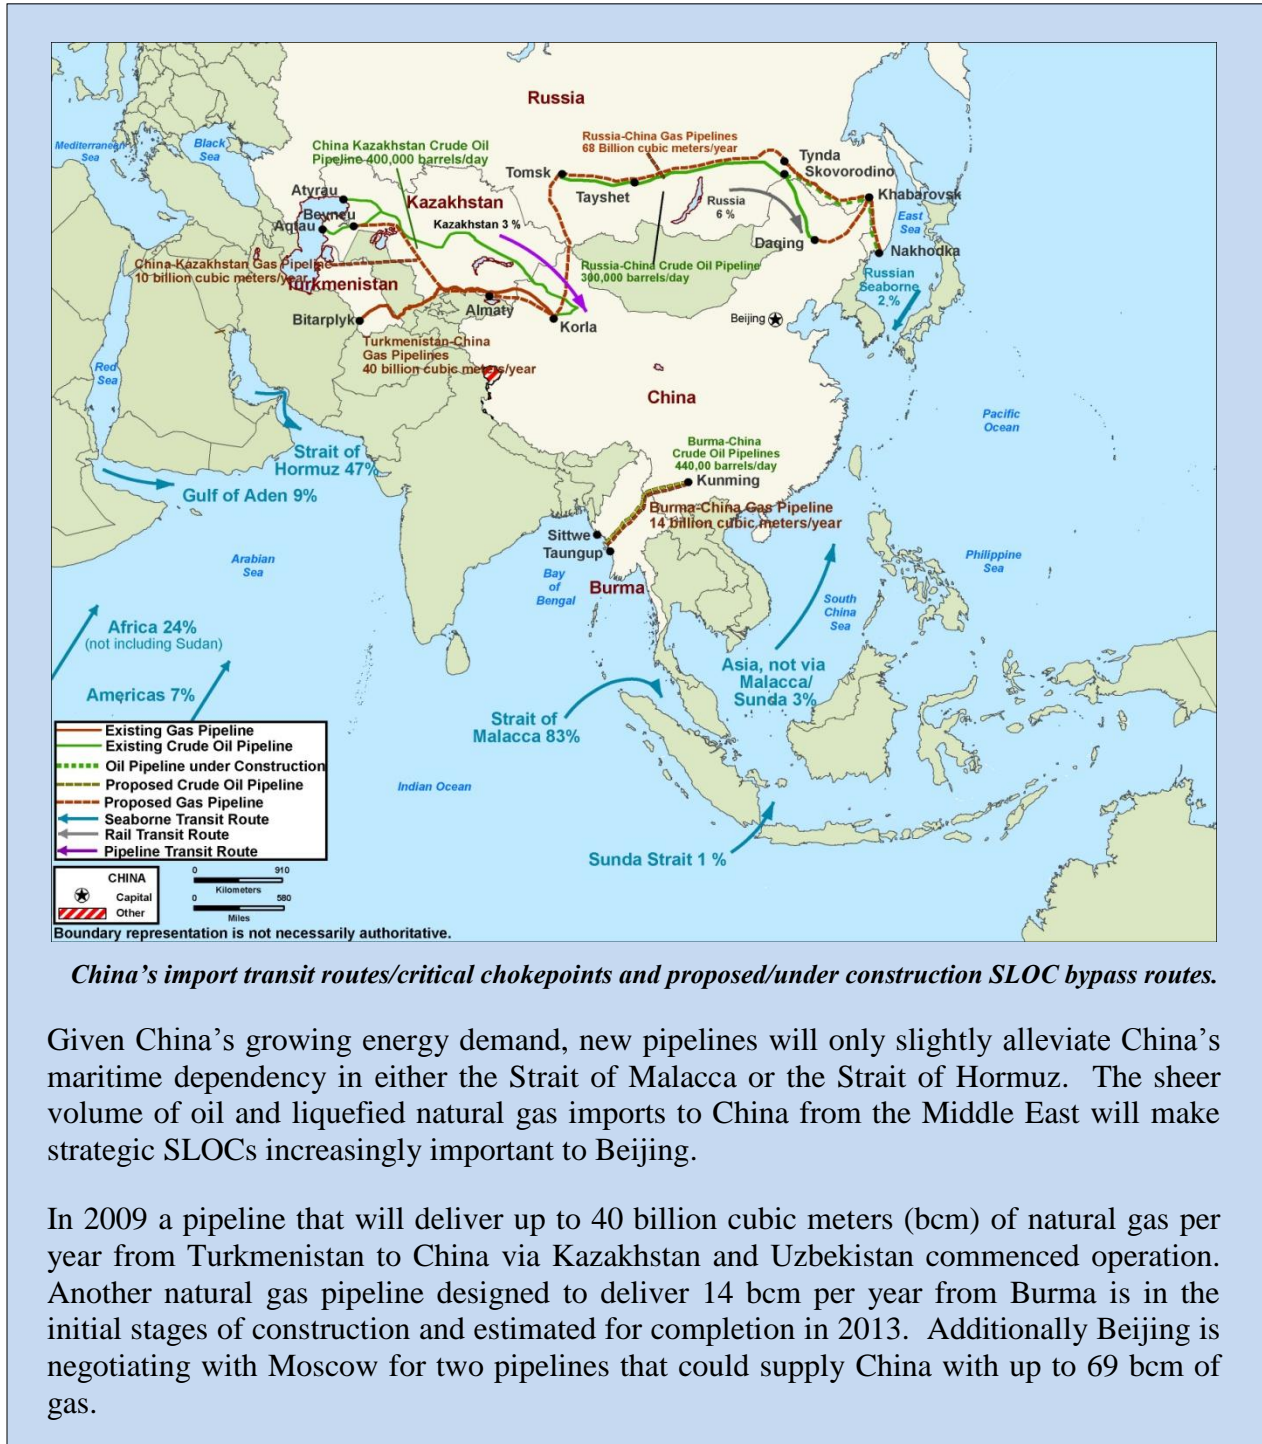 Russia
Mediterranean
Sea
Black
Sea
China Kazakhstan Crude Oil
Pipeline 400,000 barrels/day
Russia-China Gas Pipelines
68 Billion cubic meters/year
Tomsk
Tayshet
Tynda
Skovorodino
Khabarovsk
Atyrau
Beyneu
Aqtau
Kazakhstan
Kazakhstan 3 %
Russia
6 %
East
Sea
Daqing
Nakhodka
China-Kazakhstan Gas Pipeline
10 billion cubic meters/year
Turkmenistan
Russia-China Crude Oil Pipeline
300,000 barrels/day
Russian
Seaborne
2 %
Bitarplyk
Almaty
Korla
Beijing
Turkmenistan-China
Gas Pipelines
40 billion cubic meters/year
Red
Sea
China
Pacific
Ocean
Strait of
Hormuz 47%
Gulf of Aden 9%
Burma-China
Crude Oil Pipelines
440,00 barrels/day
Kunming
Burma-China Gas Pipeline
14 billion cubic meters/year
Sittwe
Taungup
Arabian
Sea
Bay
of
Bengal
Burma
Philippine
Sea
South
China
Sea
Africa 24%
(not including Sudan)
Americas 7%
Asia, not via
Malacca/
Sunda 3%
Strait of
Malacca 83%
Indian Ocean
Sunda Strait 1 %
Existing Gas Pipeline
Existing Crude Oil Pipeline
Oil Pipeline under Construction
Proposed Crude Oil Pipeline
Proposed Gas Pipeline
Seaborne Transit Route
Rail Transit Route
Pipeline Transit Route
CHINA
Capital
Other
0 910
Kilometers
0 580
Miles
Boundary representation is not necessarily authoritative.
China's import transit routes/critical chokepoints and proposed/under construction SLOC bypass routes.
Given China's growing energy demand, new pipelines will only slightly alleviate China's
maritime dependency in either the Strait of Malacca or the Strait of Hormuz. The sheer
volume of oil and liquefied natural gas imports to China from the Middle East will make
strategic SLOCs increasingly important to Beijing.
In 2009 a pipeline that will deliver up to 40 billion cubic meters (bcm) of natural gas per
year from Turkmenistan to China via Kazakhstan and Uzbekistan commenced operation.
Another natural gas pipeline designed to deliver 14 bcm per year from Burma is in the
initial stages of construction and estimated for completion in 2013. Additionally Beijing is
negotiating with Moscow for two pipelines that could supply China with up to 69 bcm of
gas.